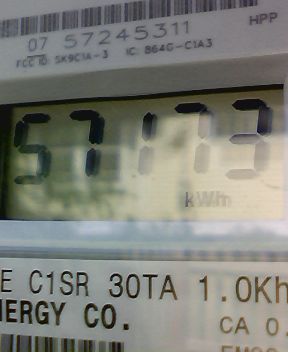 HPP
07 57245311
FCC ID: SK9C1A-3 IC: 864G-C1A3
57173
kWh
E C1SR 30TA 1.0Kh
NERGY CO.
CA 0.